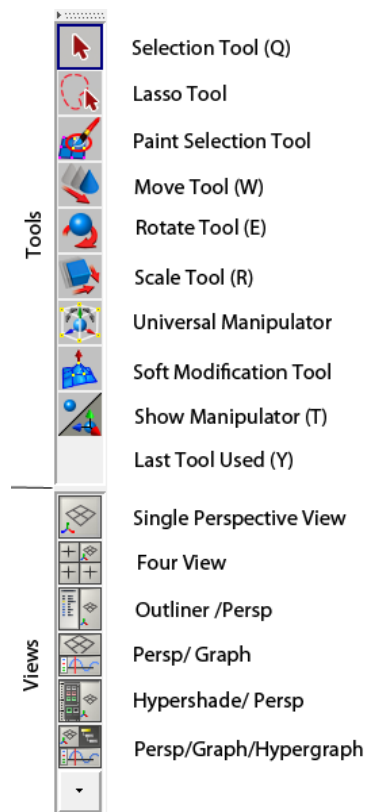 Selection Tool (Q)
Lasso Tool
Paint Selection Tool
Move Tool (W)
Rotate Tool (E)
Scale Tool (R)
Universal Manipulator
Soft Modification Tool
Show Manipulator (T)
Last Tool Used (Y)
Tools
Single Perspective View
Four View
Outliner /Persp
Persp/ Graph
Hypershade/ Persp
Persp/Graph/Hypergraph
Views